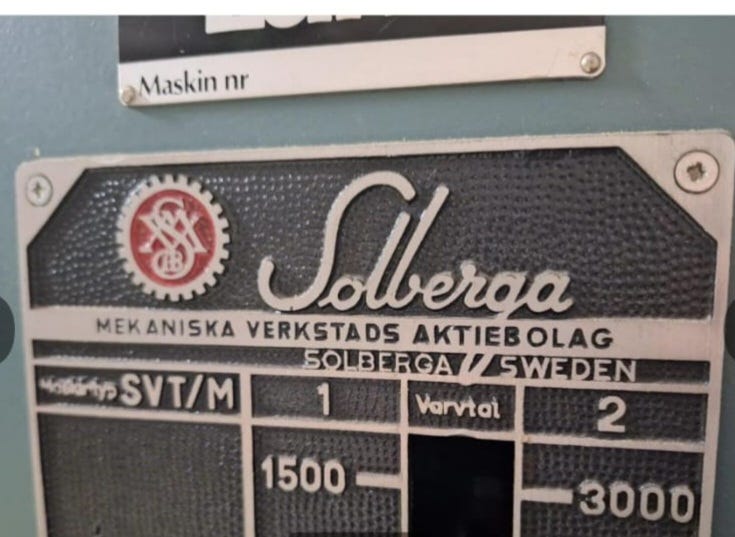 Maskin nr
Solberga
MEKANISKA VERKSTADS AKTIEBOLAG
SOLBERGA SWEDEN
SVT/M 1 Varvtal 2
1500 3000